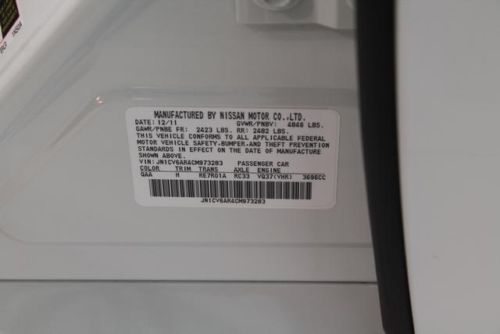 MANUFACTURED BY NISSAN MOTOR CO.,LTD.
DATE: 12/11 GVWR/PNBV: 4846 LBS.
GAWR/PNBE FR: 2423 LBS. RR: 2482 LBS.
THIS VEHICLE CONFORMS TO ALL APPLICABLE FEDERAL
MOTOR VEHICLE SAFETY,BUMPER,AND THEFT PREVENTION
STANDARDS IN EFFECT ON THE DATE OF MANUFACTURE
SHOWN ABOVE.
VIN: JN1CV6AR4CM973283 PASSENGER CAR
COLOR TRIM TRANS AXLE ENGINE
QAA RE7R01A RC33 VQ37(VHR) 3696CC
JN1CV6AR4CM973283